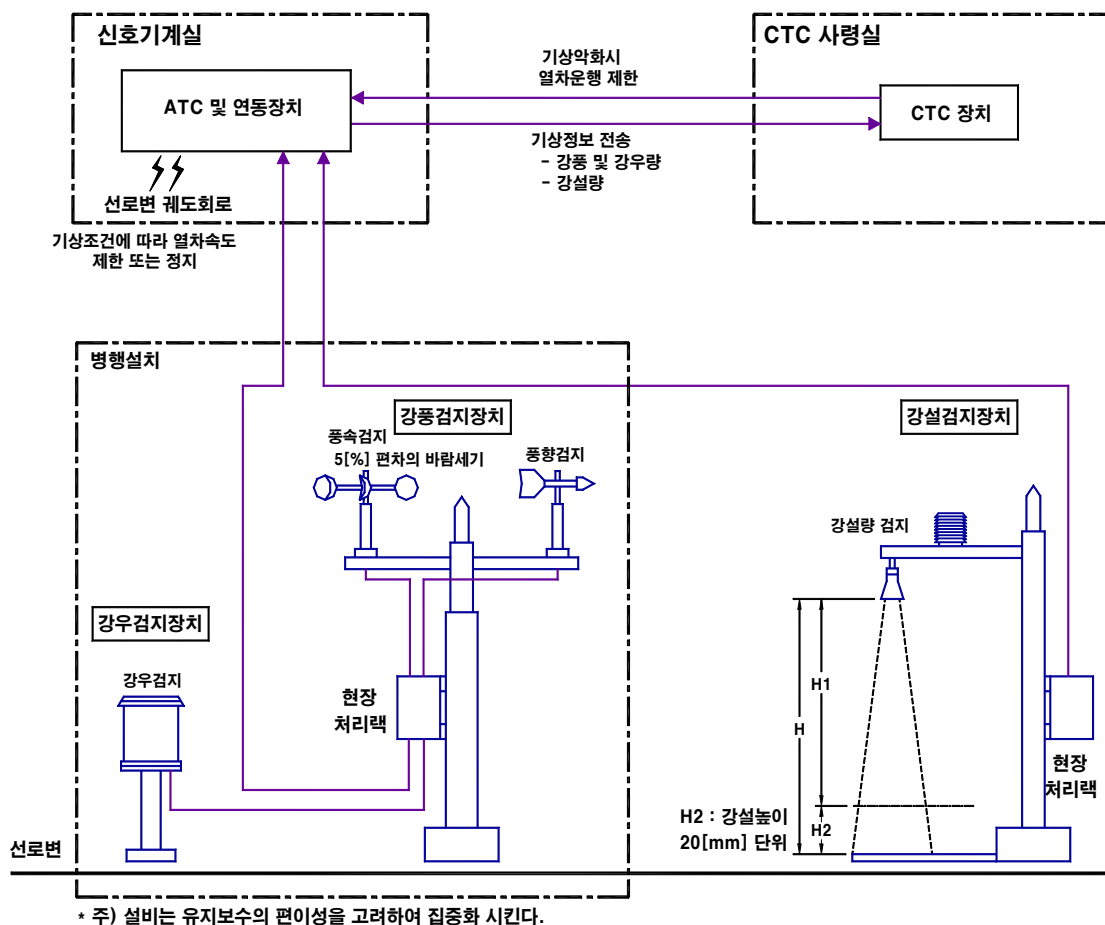 신호기계실
CTC 사령실
ATC 및 연동장치
기상악화시
열차운행 제한
CTC 장치
기상정보 전송
- 강풍 및 강우량
- 강설량
선로변 궤도회로
기상조건에 따라 열차속도
제한 또는 정지
병행설치
강풍검지장치
강설검지장치
풍속검지
5[%] 편차의 바람세기
풍향검지
강설량 검지
강우검지장치
강우검지
현장
처리랙
H1
H
현장
처리랙
H2 : 강설높이
20[mm] 단위
H2
선로변
* 주) 설비는 유지보수의 편이성을 고려하여 집중화 시킨다.